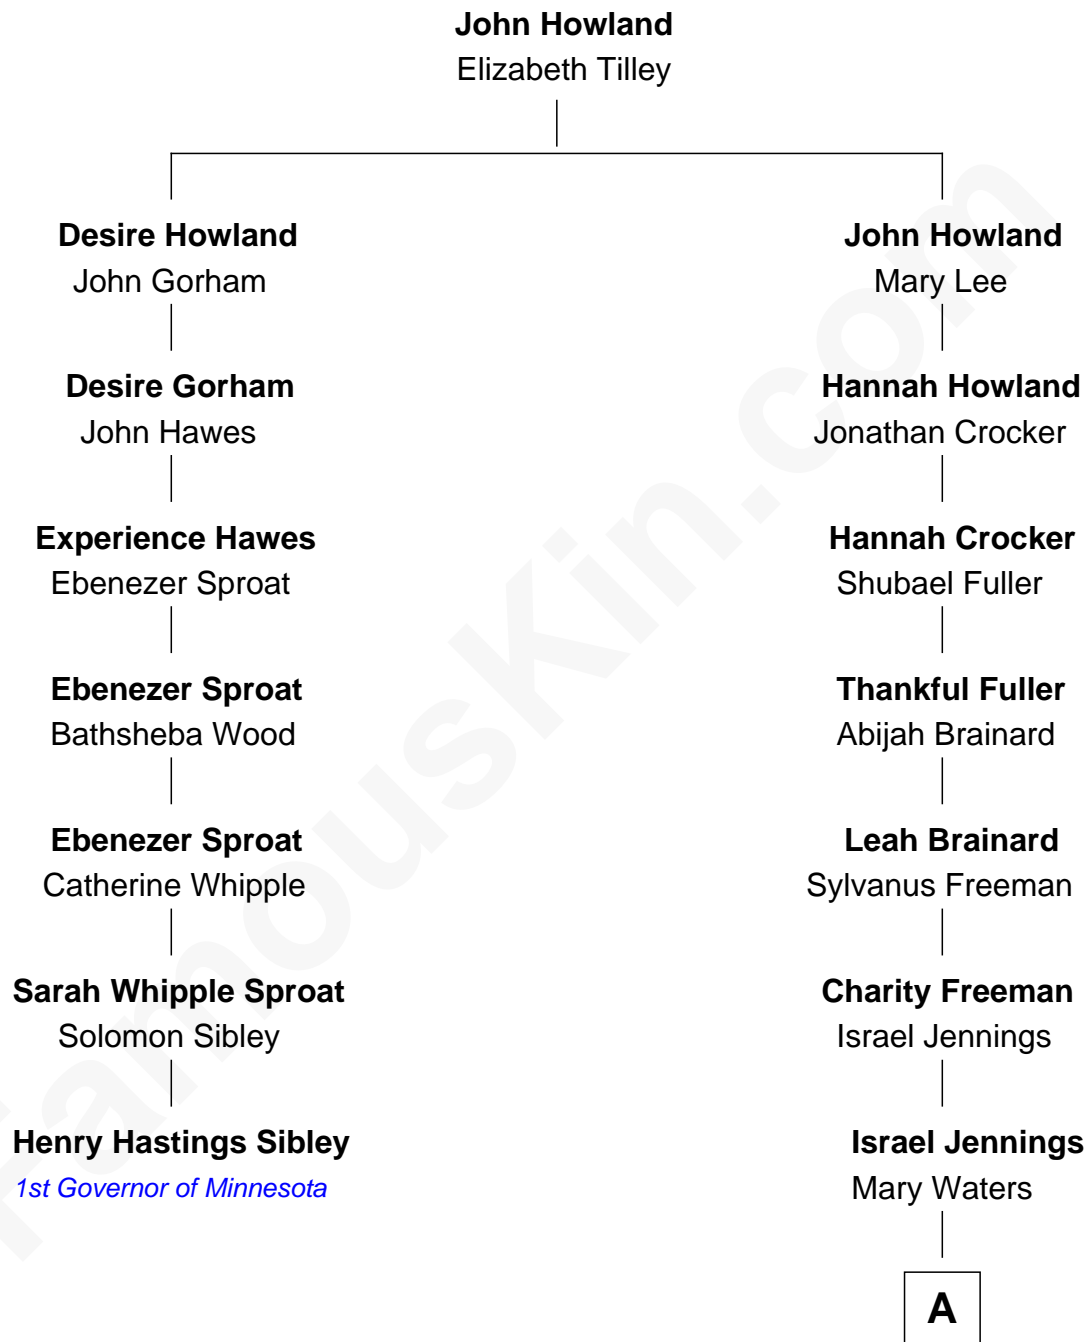 John Howland
Elizabeth Tilley
Desire Howland
John Gorham
John Howland
Mary Lee
Desire Gorham
John Hawes
Hannah Howland
Jonathan Crocker
Experience Hawes
Ebenezer Sproat
Hannah Crocker
Shubael Fuller
Ebenezer Sproat
Bathsheba Wood
Thankful Fuller
Abijah Brainard
Ebenezer Sproat
Catherine Whipple
Leah Brainard
Sylvanus Freeman
Sarah Whipple Sproat
Solomon Sibley
Charity Freeman
Israel Jennings
Henry Hastings Sibley
1st Governor of Minnesota
Israel Jennings
Mary Waters
A
FamousKin.com